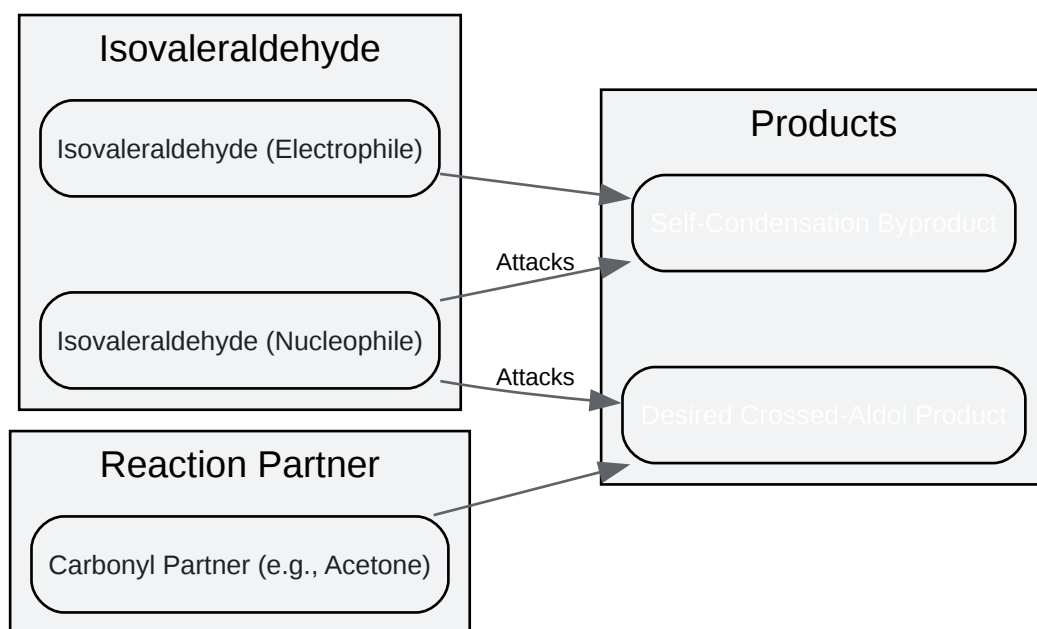 Isovaleraldehyde
Isovaleraldehyde (Electrophile)
Isovaleraldehyde (Nucleophile)
Reaction Partner
Carbonyl Partner (e.g., Acetone)
Attacks
Attacks
Products
Self-Condensation Byproduct
Desired Crossed-Aldol Product